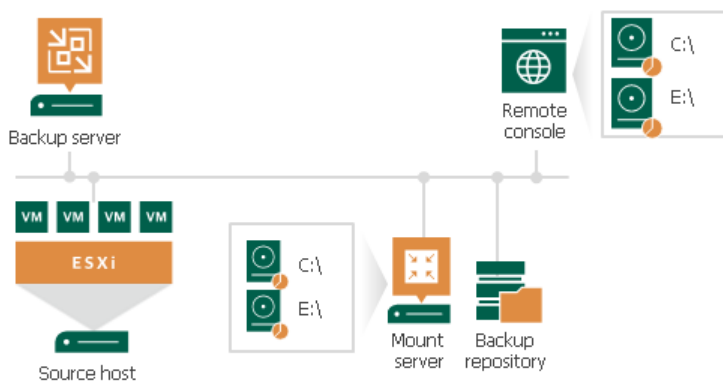 C:\
E:\
Remote
console
Backup server
VM VM VM VM
ESXi
C:\
E:\
Source host
Mount
server
Backup
repository